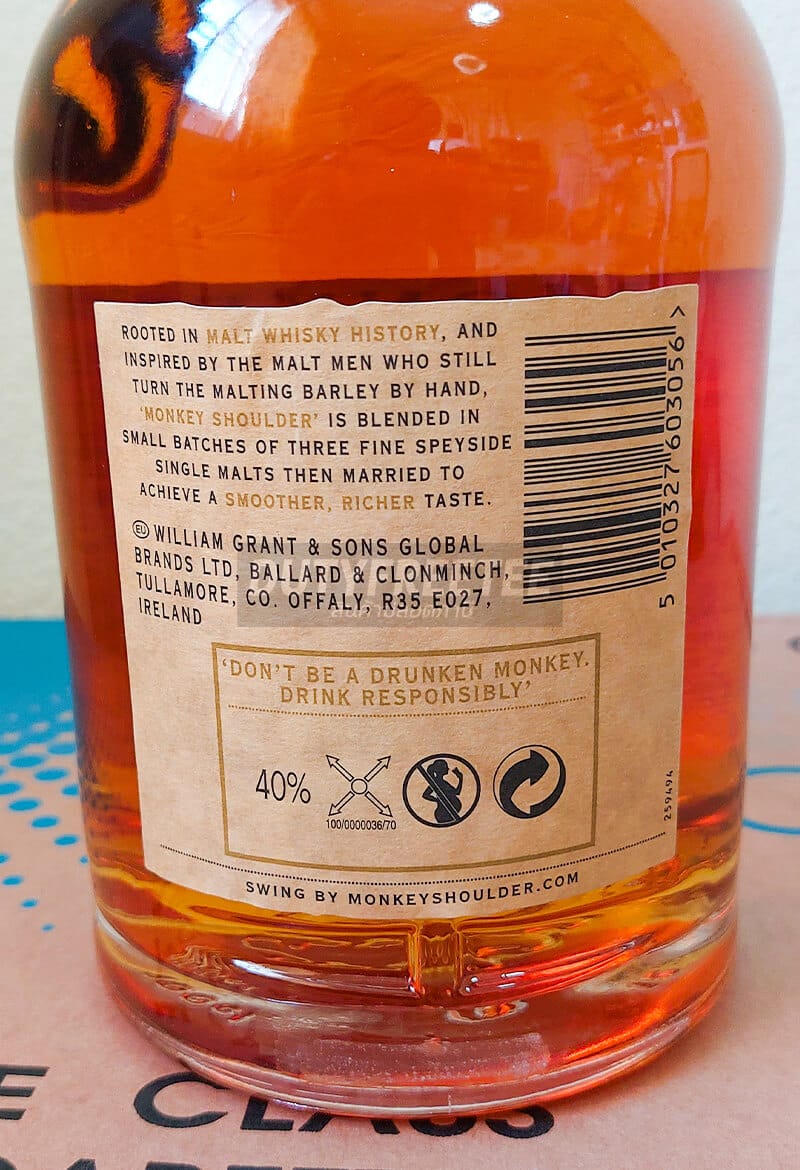 ROOTED IN MALT WHISKY HISTORY, AND
INSPIRED BY THE MALT MEN WHO STILL
TURN THE MALTING BARLEY BY HAND,
‘MONKEY SHOULDER’ IS BLENDED IN
SMALL BATCHES OF THREE FINE SPEYSIDE
SINGLE MALTS THEN MARRIED TO
ACHIEVE A SMOOTHER, RICHER TASTE.
EU WILLIAM GRANT & SONS GLOBAL
BRANDS LTD, BALLARD & CLONMINCH,
TULLAMORE, CO. OFFALY, R35 E027,
IRELAND
5 010327 603056 >
‘DON’T BE A DRUNKEN MONKEY.
DRINK RESPONSIBLY’
40%
100/0000036/70
259494
SWING BY MONKEYSHOULDER.COM
CLASS